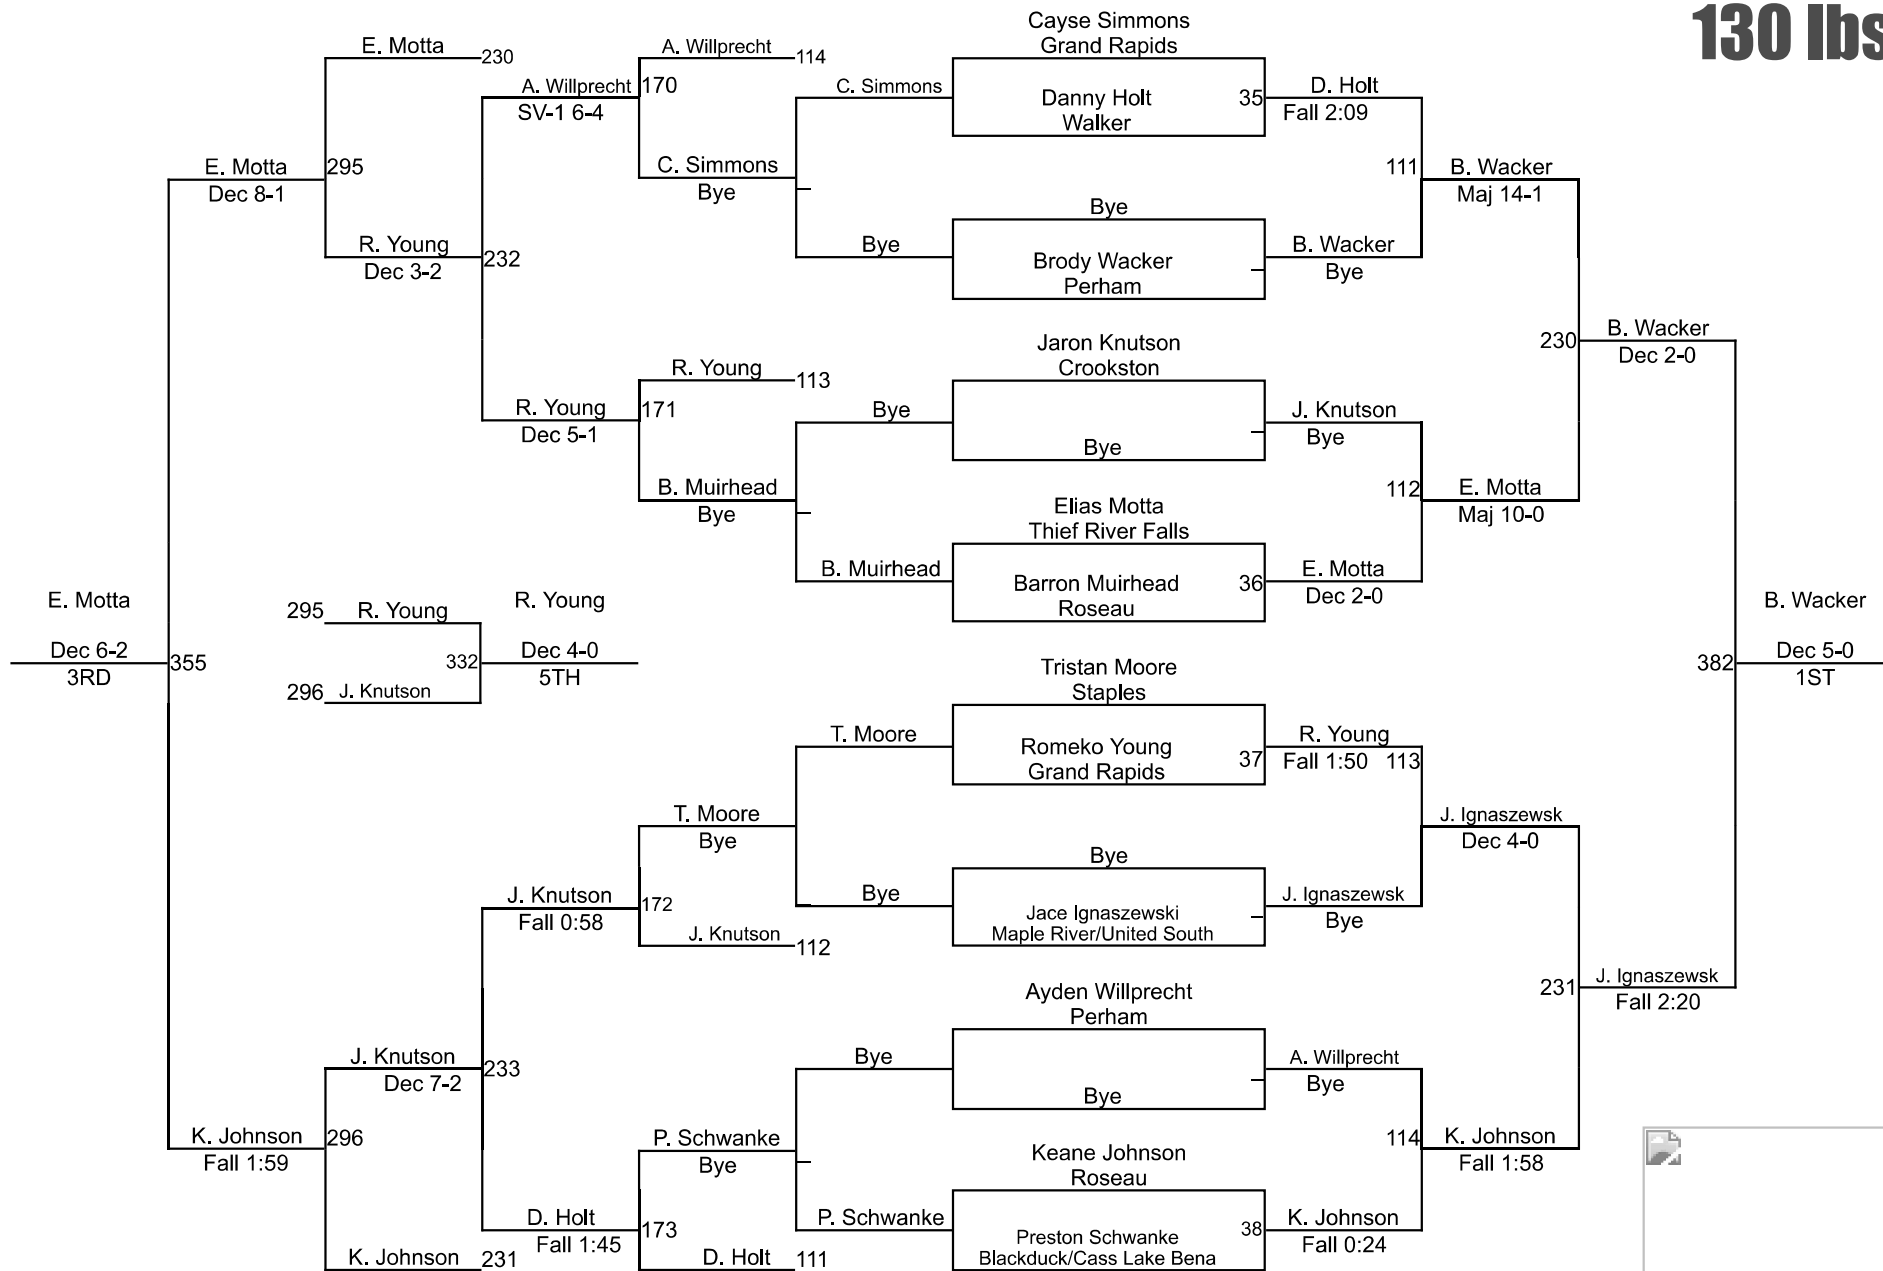 130 lbs
Cayse Simmons
Grand Rapids
E. Motta
230
A. Willprecht
114
A. Willprecht
170
SV-1 6-4
C. Simmons
Danny Holt
35
Walker
D. Holt
Fall 2:09
E. Motta
295
Dec 8-1
C. Simmons
Bye
111
B. Wacker
Maj 14-1
Bye
R. Young
Dec 3-2
232
Bye
Brody Wacker
Perham
B. Wacker
Bye
Jaron Knutson
Crookston
230
B. Wacker
Dec 2-0
R. Young
113
R. Young
171
Dec 5-1
Bye
Bye
J. Knutson
Bye
B. Muirhead
Bye
112
E. Motta
Maj 10-0
Elias Motta
Thief River Falls
B. Muirhead
Barron Muirhead
36
Roseau
E. Motta
Dec 2-0
E. Motta
Dec 6-2
3RD
355
295
R. Young
296
J. Knutson
332
R. Young
Dec 4-0
5TH
B. Wacker
382
Dec 5-0
1ST
Tristan Moore
Staples
T. Moore
Romeko Young
37
Grand Rapids
R. Young
Fall 1:50
113
T. Moore
Bye
J. Ignaszewsk
Dec 4-0
Bye
J. Knutson
172
Fall 0:58
J. Knutson
112
Bye
Jace Ignaszewski
Maple River/United South
J. Ignaszewsk
Bye
231
J. Ignaszewsk
Fall 2:20
Ayden Willprecht
Perham
J. Knutson
233
Dec 7-2
Bye
Bye
A. Willprecht
Bye
K. Johnson
296
Fall 1:59
P. Schwanke
Bye
114
K. Johnson
Fall 1:58
Keane Johnson
Roseau
D. Holt
173
Fall 1:45
P. Schwanke
Preston Schwanke
38
Blackduck/Cass Lake Bena
K. Johnson
Fall 0:24
K. Johnson
231
D. Holt
111